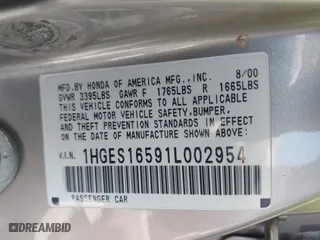 MFD.BY HONDA OF AMERICA MFG.,INC. 8/00
GVWR 3395LBS GAWR F 1765LBS R 1665LBS
THIS VEHICLE CONFORMS TO ALL APPLICABLE
FEDERAL MOTOR VEHICLE SAFETY,BUMPER,
AND THEFT PREVENTION STANDARDS IN EFFECT
ON THE DATE OF MANUFACTURE SHOWN ABOVE.
V.I.N. 1HGES16591L002954
PASSENGER CAR
DREAMBID